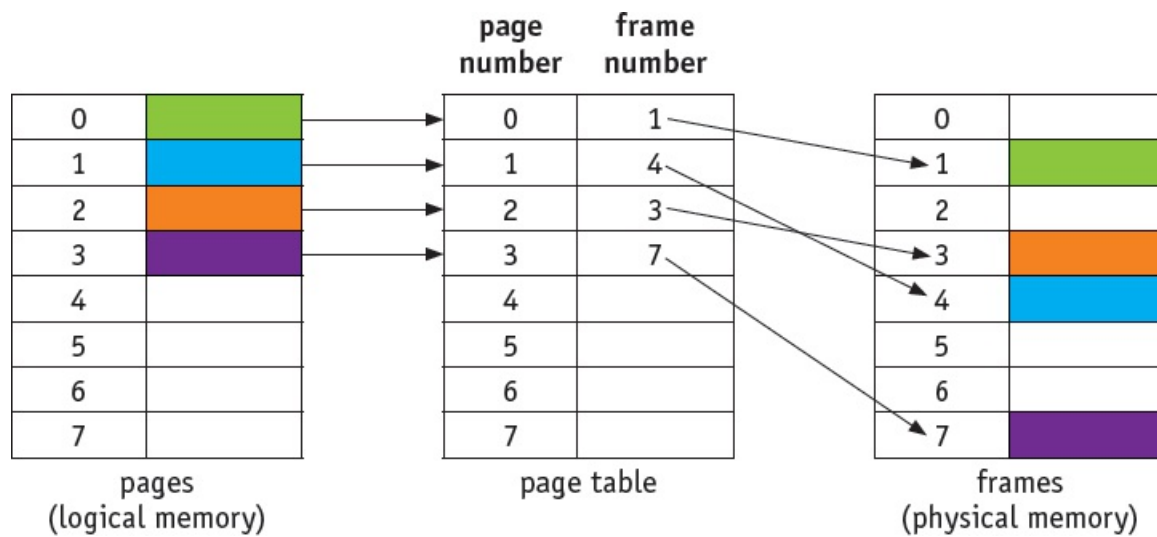 page frame
number number
0 0 1 0
1 1 4 1
2 2 3 2
3 3 7 3
4 4 4
5 5 5
6 6 6
7 7 7
pages page table frames
(logical memory) (physical memory)